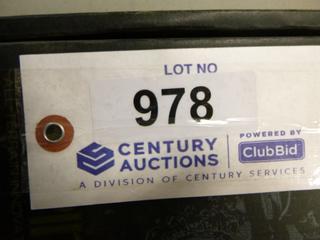 LOT NO
978
CENTURY
AUCTIONS
POWERED BY
ClubBid
A DIVISION OF CENTURY SERVICES